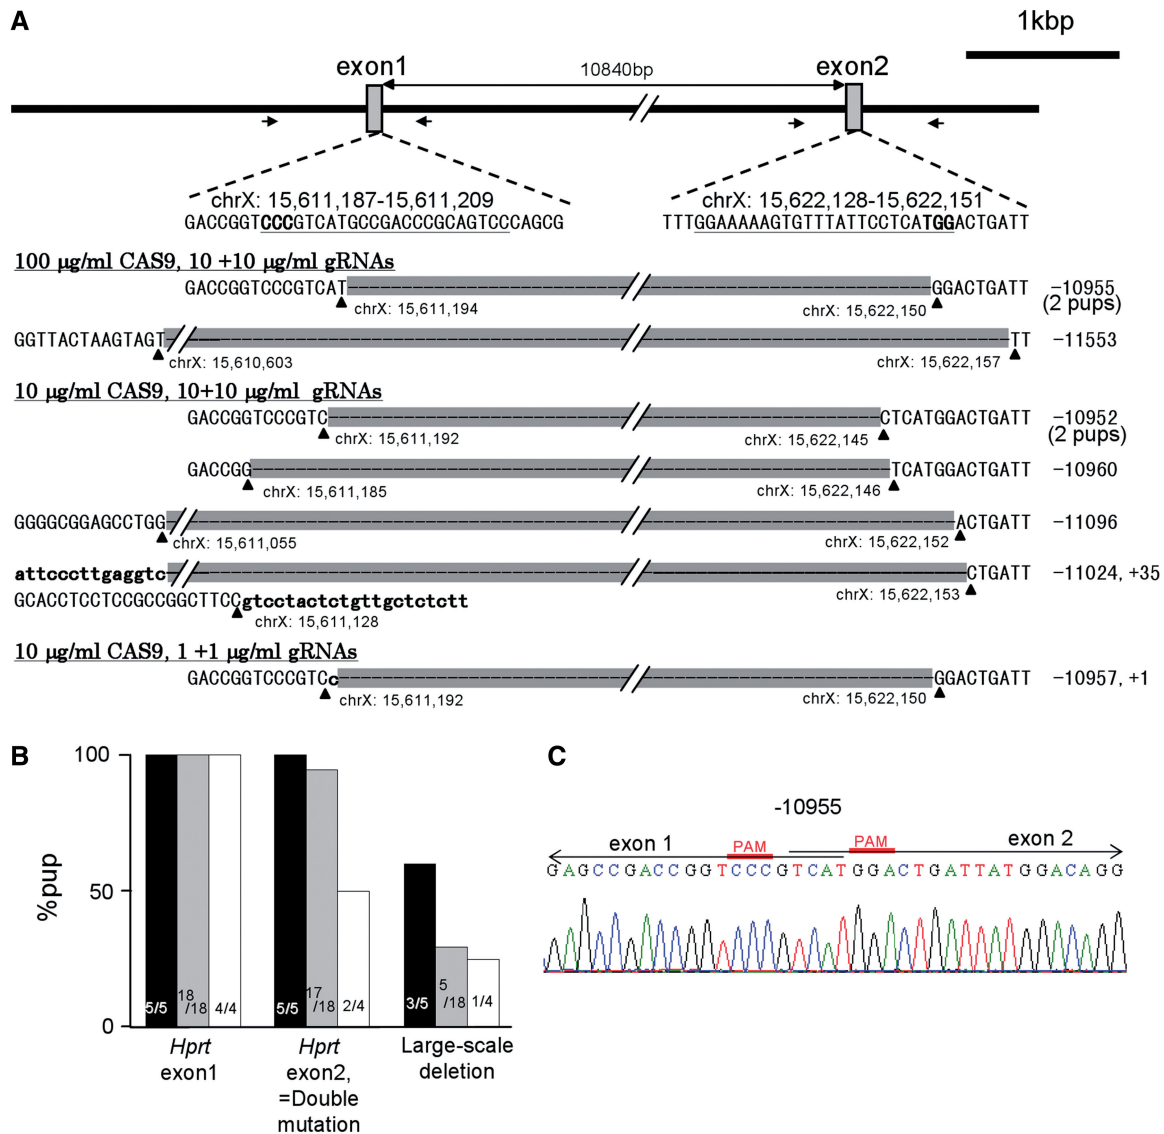 A
1kbp
exon1
10840bp
exon2
chrX: 15,611,187-15,611,209
chrX: 15,622,128-15,622,151
GACCGGTCCCGTCATGCCGACCCGCAGTCCCAGCG
TTTGGAAAAAGTGTTTATTCCTCATGGACTGATT
100 µg/ml CAS9, 10 +10 µg/ml gRNAs
GACCGGTCCCGTCAT
GGACTGATT
-10955
(2 pups)
chrX: 15,611,194
chrX: 15,622,150
GGTTACTAAGTAGT
TT
-11553
chrX: 15,610,603
chrX: 15,622,157
10 µg/ml CAS9, 10+10 µg/ml gRNAs
GACCGGTCCCGTC
CTCATGGACTGATT
-10952
(2 pups)
chrX: 15,611,192
chrX: 15,622,145
GACCGG
TCATGGACTGATT
-10960
chrX: 15,611,185
chrX: 15,622,146
GGGGCGGAGCCTGG
ACTGATT
-11096
chrX: 15,611,055
chrX: 15,622,152
attcccttgaggtc
CTGATT
-11024, +35
chrX: 15,622,153
GCACCTCCTCCGCCGGCTTCCgtcctactctgttgctctctt
chrX: 15,611,128
10 µg/ml CAS9, 1 +1 µg/ml gRNAs
GACCGGTCCCGTCc
GGACTGATT
-10957, +1
chrX: 15,611,192
chrX: 15,622,150
B
%pup
100
50
0
5/5
18/18
4/4
5/5
17/18
2/4
3/5
5/18
1/4
Hprt
exon1
Hprt
exon2,
=Double
mutation
Large-scale
deletion
C
-10955
exon 1
PAM
PAM
exon 2
GAGCCGACCGGTCCCGTCATGGACTGATTATGGACAGG